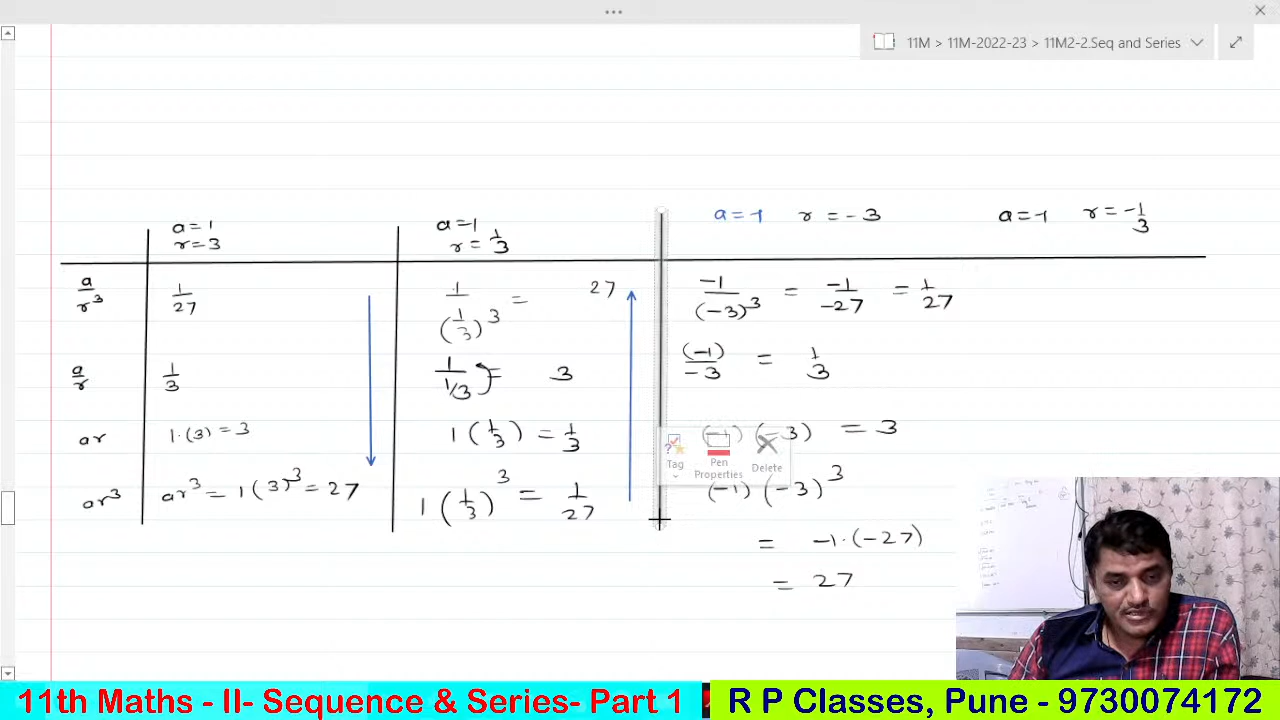 11M > 11M-2022-23 > 11M2-2.Seq and Series
a=1 r=3
a=1 r=1/3
a=-1 r=-3
a=-1 r=-1/3
a/r³ 1/27
1/(1/3)³ = 27
-1/(-3)³ = -1/-27 = 1/27
a/r 1/3
1/(1/3) = 3
(-1)/-3 = 1/3
ar 1·(3)=3
1(1/3)=1/3
(-1)(-3) = 3
ar³ ar³ = 1(3)³ = 27
1(1/3)³ = 1/27
(-1)(-3)³
= -1·(-27)
= 27
Tag
Pen Properties
Delete
11th Maths - II- Sequence & Series- Part 1
R P Classes, Pune - 9730074172